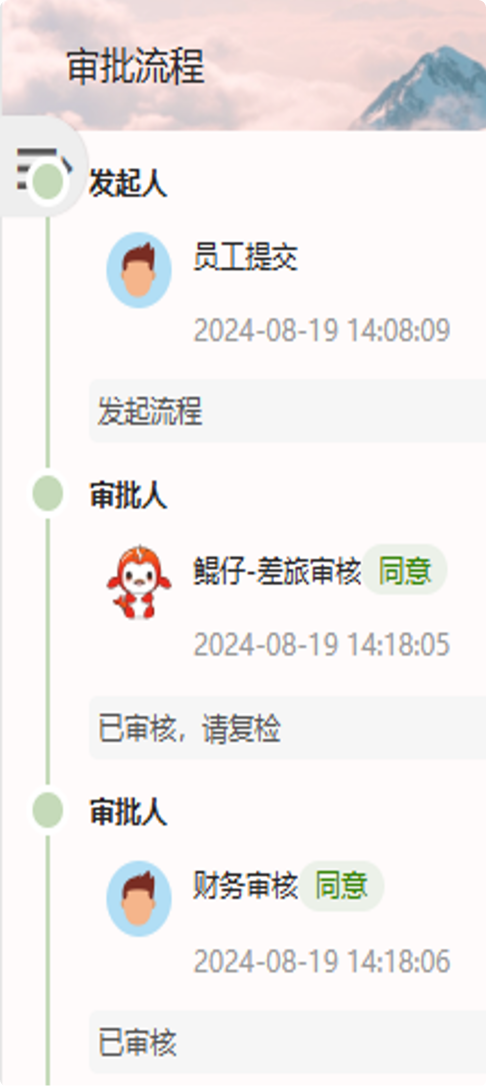 审批流程
发起人
员工提交
2024-08-19 14:08:09
发起流程
审批人
鲲仔-差旅审核 同意
2024-08-19 14:18:05
已审核，请复检
审批人
财务审核 同意
2024-08-19 14:18:06
已审核